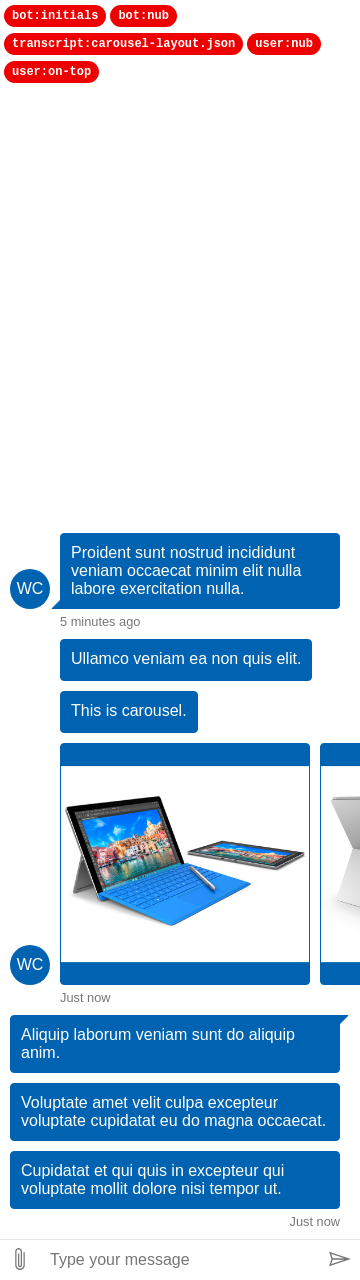 bot:initials bot:nub
transcript:carousel-layout.json user:nub
user:on-top
Proident sunt nostrud incididunt
veniam occaecat minim elit nulla
labore exercitation nulla.
WC
5 minutes ago
Ullamco veniam ea non quis elit.
This is carousel.
WC
Just now
Aliquip laborum veniam sunt do aliquip
anim.
Voluptate amet velit culpa excepteur
voluptate cupidatat eu do magna occaecat.
Cupidatat et qui quis in excepteur qui
voluptate mollit dolore nisi tempor ut.
Just now
Type your message